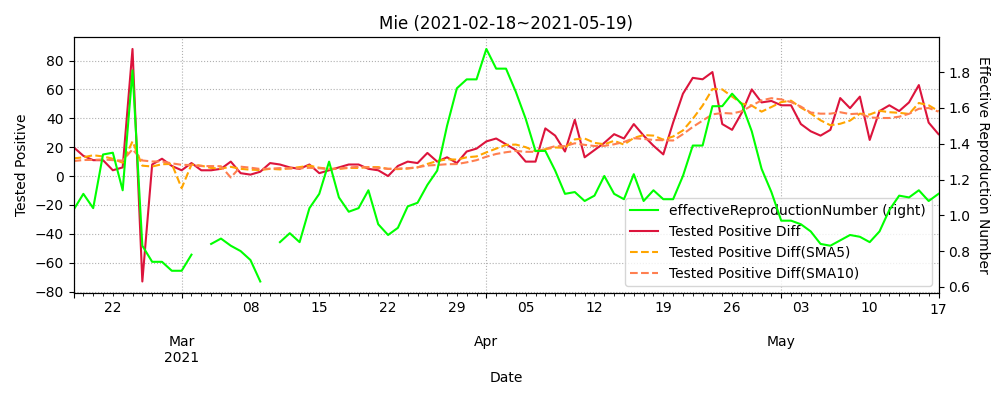 Mie (2021-02-18~2021-05-19)
Tested Positive
80
60
40
20
0
−20
−40
−60
−80
1.8
1.6
1.4
1.2
1.0
0.8
0.6
Effective Reproduction Number
effectiveReproductionNumber (right)
Tested Positive Diff
Tested Positive Diff(SMA5)
Tested Positive Diff(SMA10)
22 08 15 22 29 05 12 19 26 03 10 17
Mar Apr May
2021
Date